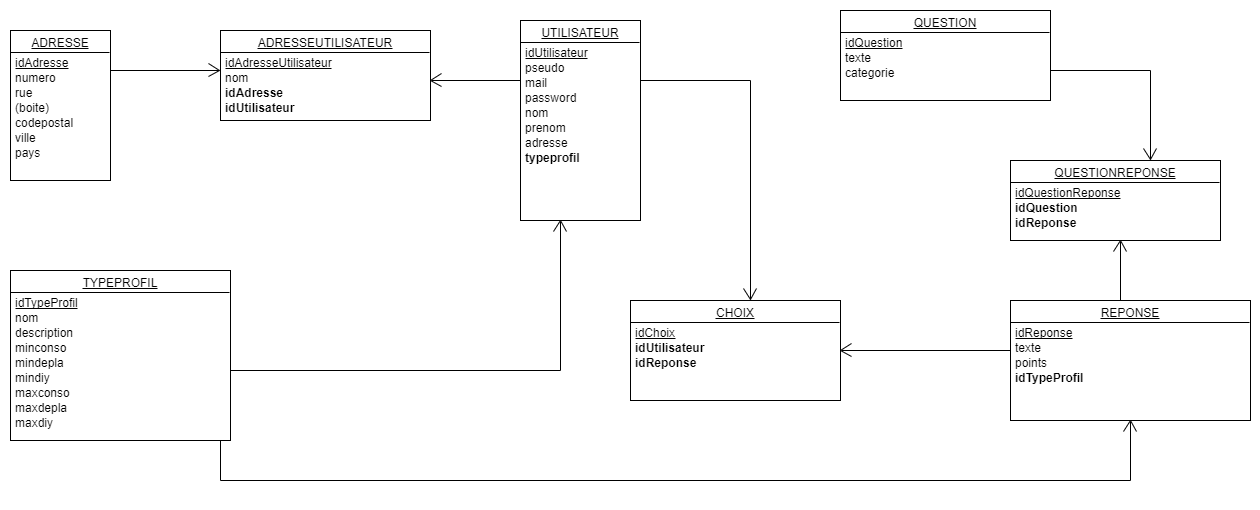 ADRESSE
idAdresse
numero
rue
(boite)
codepostal
ville
pays
ADRESSEUTILISATEUR
idAdresseUtilisateur
nom
idAdresse
idUtilisateur
UTILISATEUR
idUtilisateur
pseudo
mail
password
nom
prenom
adresse
typeprofil
QUESTION
idQuestion
texte
categorie
QUESTIONREPONSE
idQuestionReponse
idQuestion
idReponse
TYPEPROFIL
idTypeProfil
nom
description
minconso
mindepla
mindiy
maxconso
maxdepla
maxdiy
CHOIX
idChoix
idUtilisateur
idReponse
REPONSE
idReponse
texte
points
idTypeProfil